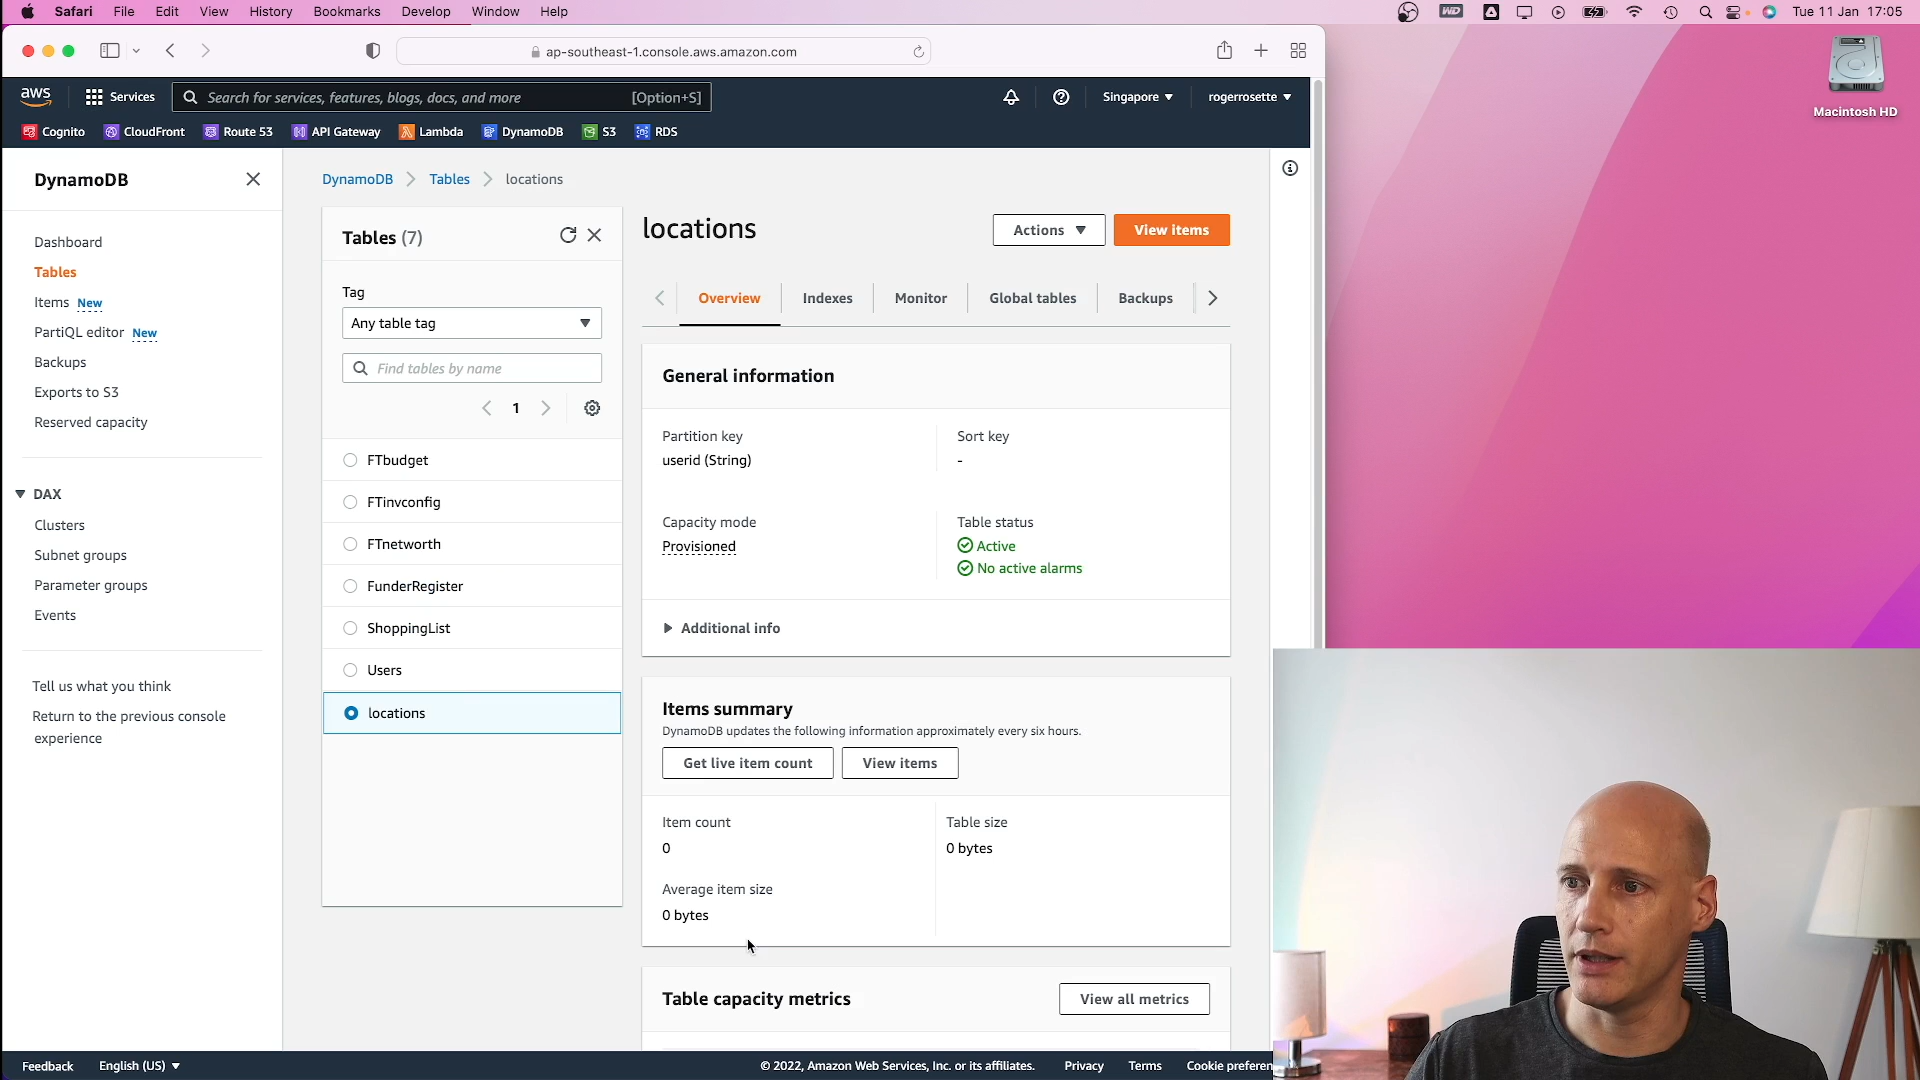 Safari File Edit View History Bookmarks Develop Window Help
WD
Tue 11 Jan 17:05
ap-southeast-1.console.aws.amazon.com
Macintosh HD
aws
Services
Search for services, features, blogs, docs, and more
[Option+S]
Singapore
rogerrosette
Cognito CloudFront Route 53 API Gateway Lambda DynamoDB S3 RDS
DynamoDB
Dashboard
Tables
Items New
PartiQL editor New
Backups
Exports to S3
Reserved capacity
DAX
Clusters
Subnet groups
Parameter groups
Events
Tell us what you think
Return to the previous console
experience
DynamoDB Tables locations
Tables (7)
Tag
Any table tag
Find tables by name
1
FTbudget
FTinvconfig
FTnetworth
FunderRegister
ShoppingList
Users
locations
locations
Actions
View items
Overview Indexes Monitor Global tables Backups
General information
Partition key
userid (String)
Sort key
-
Capacity mode
Provisioned
Table status
Active
No active alarms
Additional info
Items summary
DynamoDB updates the following information approximately every six hours.
Get live item count
View items
Item count
0
Table size
0 bytes
Average item size
0 bytes
Table capacity metrics
View all metrics
Feedback English (US)
© 2022, Amazon Web Services, Inc. or its affiliates. Privacy Terms Cookie preferen